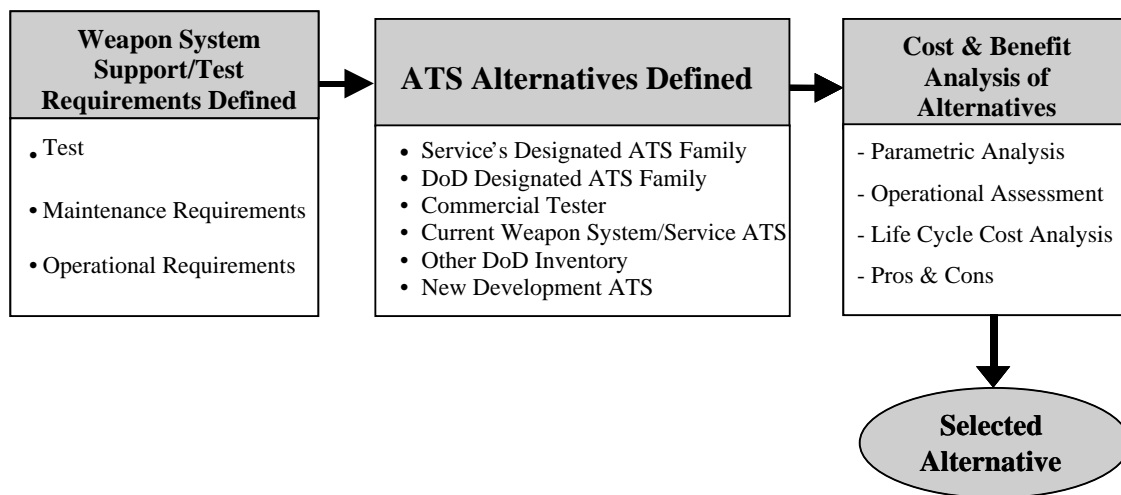 Weapon System
Support/Test
Requirements Defined
• Test
• Maintenance Requirements
• Operational Requirements
ATS Alternatives Defined
• Service's Designated ATS Family
• DoD Designated ATS Family
• Commercial Tester
• Current Weapon System/Service ATS
• Other DoD Inventory
• New Development ATS
Cost & Benefit
Analysis of
Alternatives
- Parametric Analysis
- Operational Assessment
- Life Cycle Cost Analysis
- Pros & Cons
Selected
Alternative